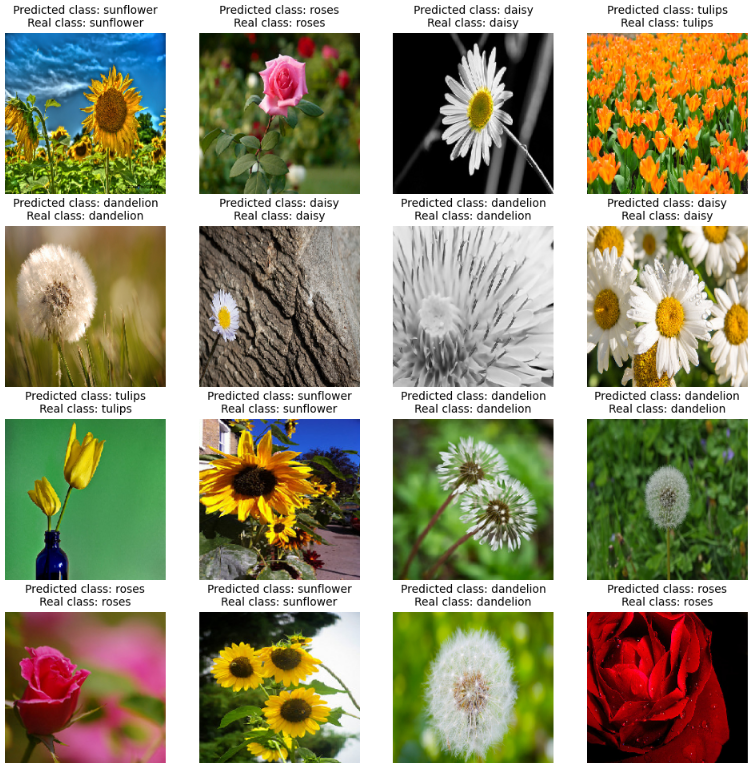 Predicted class: sunflower
Real class: sunflower
Predicted class: roses
Real class: roses
Predicted class: daisy
Real class: daisy
Predicted class: tulips
Real class: tulips
Predicted class: dandelion
Real class: dandelion
Predicted class: daisy
Real class: daisy
Predicted class: dandelion
Real class: dandelion
Predicted class: daisy
Real class: daisy
Predicted class: tulips
Real class: tulips
Predicted class: sunflower
Real class: sunflower
Predicted class: dandelion
Real class: dandelion
Predicted class: dandelion
Real class: dandelion
Predicted class: roses
Real class: roses
Predicted class: sunflower
Real class: sunflower
Predicted class: dandelion
Real class: dandelion
Predicted class: roses
Real class: roses